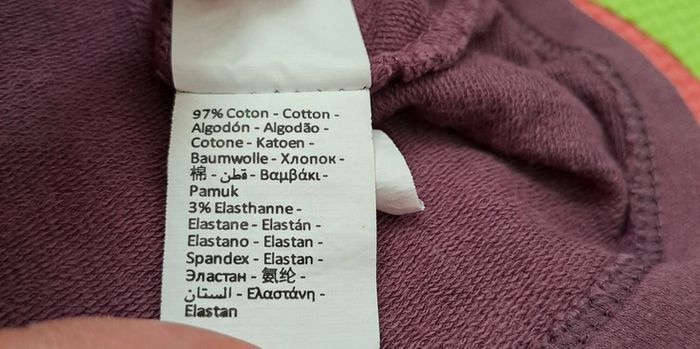 97% Coton - Cotton -
Algodón - Algodão -
Cotone - Katoen -
Baumwolle - Хлопок -
棉 - قطن - Βαμβάκι -
Pamuk
3% Elasthanne -
Elastane - Elastán -
Elastano - Elastan -
Spandex - Elastan -
Эластан - 氨纶 -
الستان - Ελαστάνη -
Elastan